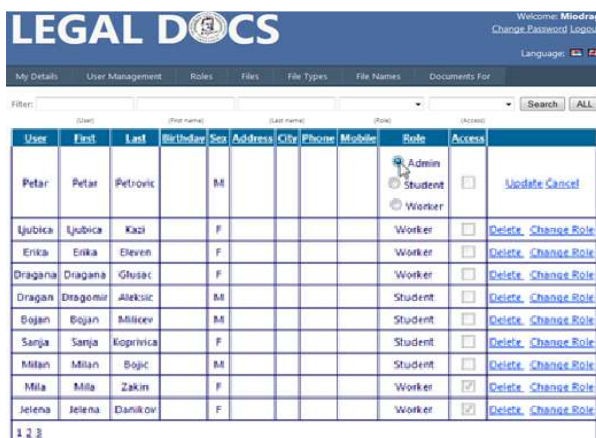 LEGAL DOCS
Welcome: Miodrag
Change Password Logout
Language:
My Details User Management Roles Files File Types File Names Documents For
Filter: Search ALL
(User) (First name) (Last name) (Role) (Access)
User First Last Birthday Sex Address City Phone Mobile Role Access
Petar Petar Petrovic M Admin Student Worker Update Cancel
Ljubica Ljubica Kazi F Worker Delete Change Role
Erika Erika Eleven F Worker Delete Change Role
Dragana Dragana Glusac F Worker Delete Change Role
Dragan Dragomir Aleksic M Student Delete Change Role
Bojan Bojan Milicev M Student Delete Change Role
Sanja Sanja Koprivica F Student Delete Change Role
Milan Milan Bojic M Student Delete Change Role
Mila Mila Zakin F Worker Delete Change Role
Jelena Jelena Danikov F Worker Delete Change Role
1 2 3